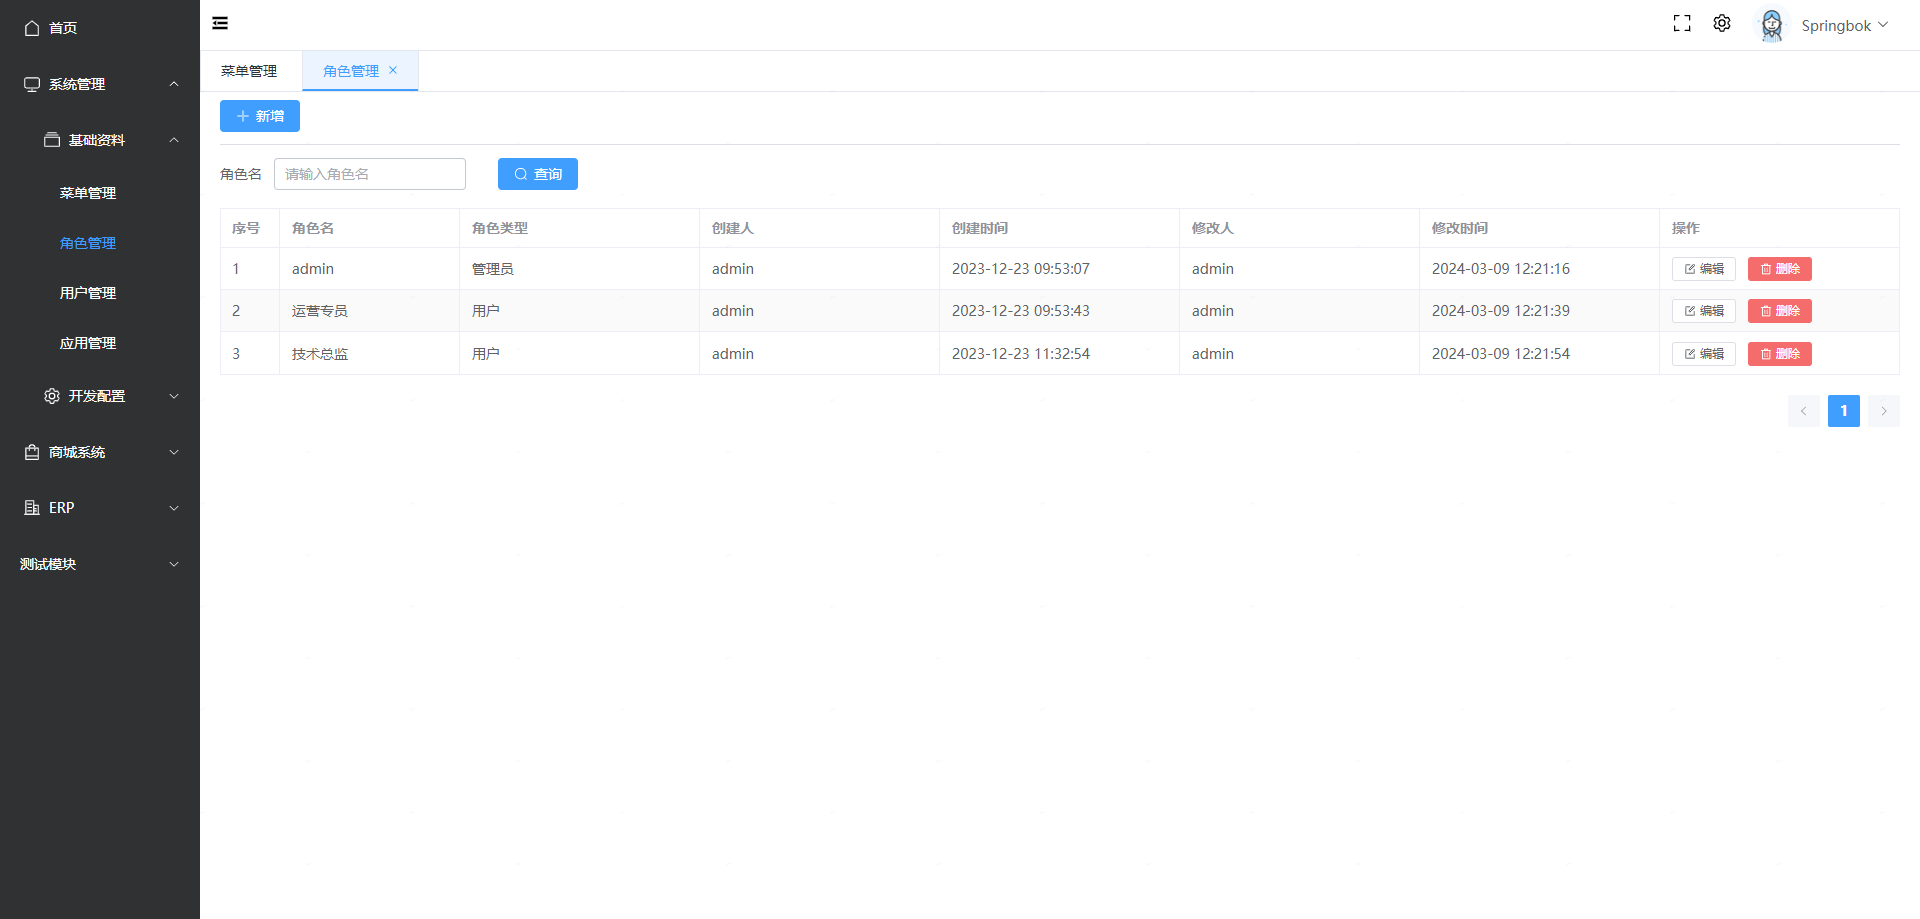 首页
系统管理
基础资料
菜单管理
角色管理
用户管理
应用管理
开发配置
商城系统
ERP
测试模块
Springbok
菜单管理 角色管理
新增
角色名 请输入角色名 查询
序号 角色名 角色类型 创建人 创建时间 修改人 修改时间 操作
1 admin 管理员 admin 2023-12-23 09:53:07 admin 2024-03-09 12:21:16 编辑 删除
2 运营专员 用户 admin 2023-12-23 09:53:43 admin 2024-03-09 12:21:39 编辑 删除
3 技术总监 用户 admin 2023-12-23 11:32:54 admin 2024-03-09 12:21:54 编辑 删除
1